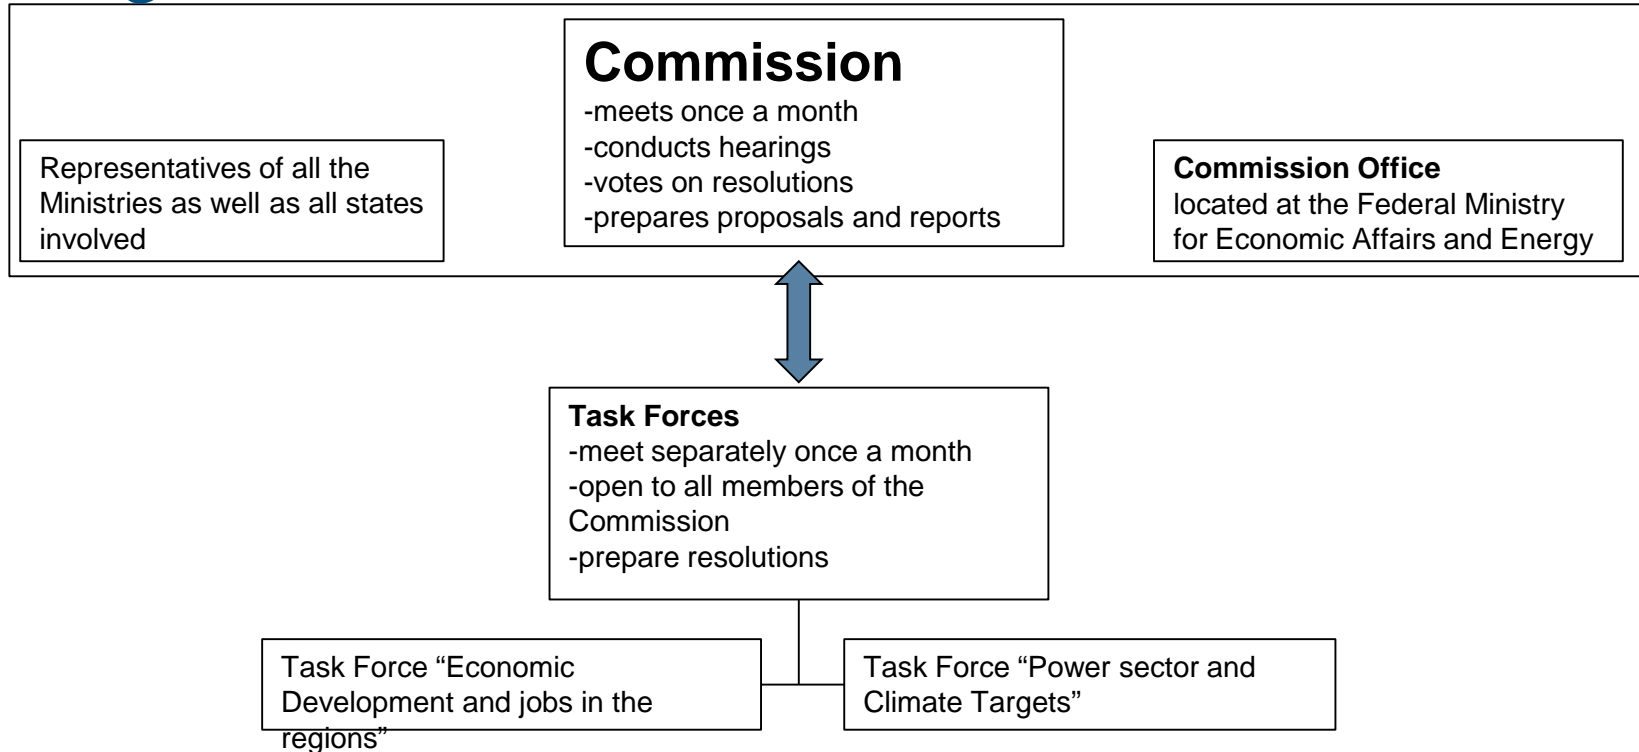 Commission
-meets once a month
-conducts hearings
-votes on resolutions
-prepares proposals and reports
Representatives of all the
Ministries as well as all states
involved
Commission Office
located at the Federal Ministry
for Economic Affairs and Energy
Task Forces
-meet separately once a month
-open to all members of the
Commission
-prepare resolutions
Task Force “Economic
Development and jobs in the
regions”
Task Force “Power sector and
Climate Targets”